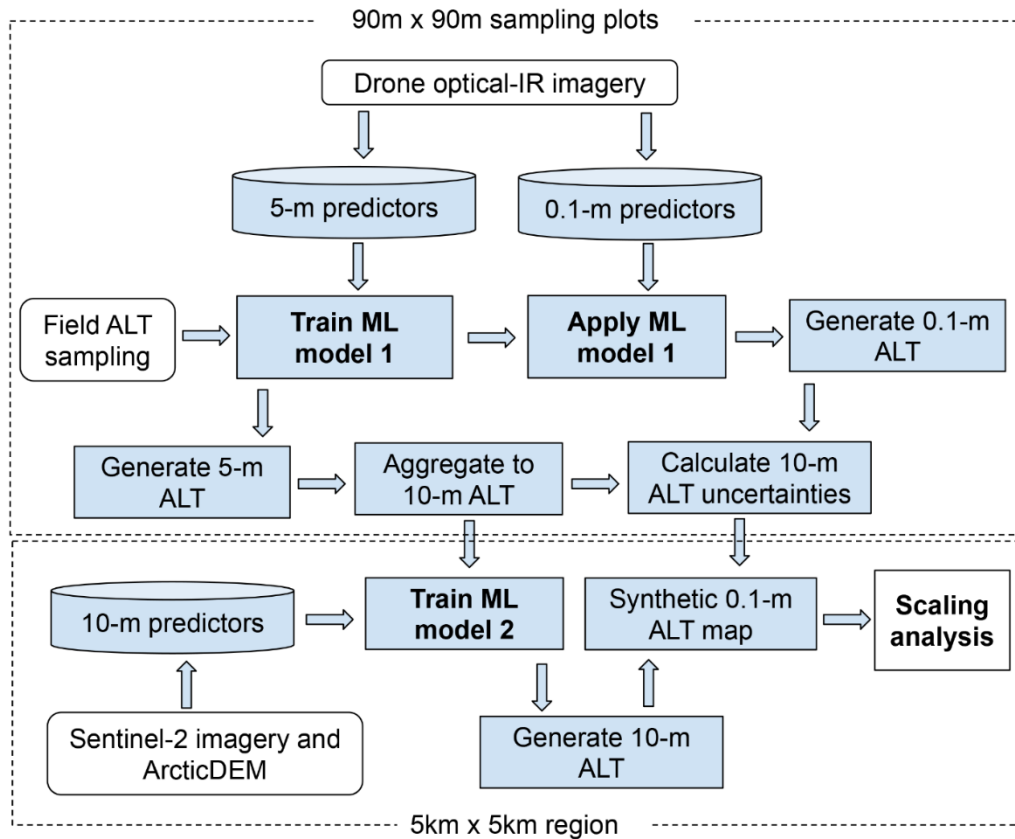 90m x 90m sampling plots
Drone optical-IR imagery
5-m predictors
0.1-m predictors
Field ALT
sampling
Train ML
model 1
Apply ML
model 1
Generate 0.1-m
ALT
Generate 5-m
ALT
Aggregate to
10-m ALT
Calculate 10-m
ALT uncertainties
10-m predictors
Train ML
model 2
Synthetic 0.1-m
ALT map
Scaling
analysis
Sentinel-2 imagery and
ArcticDEM
Generate 10-m
ALT
5km x 5km region